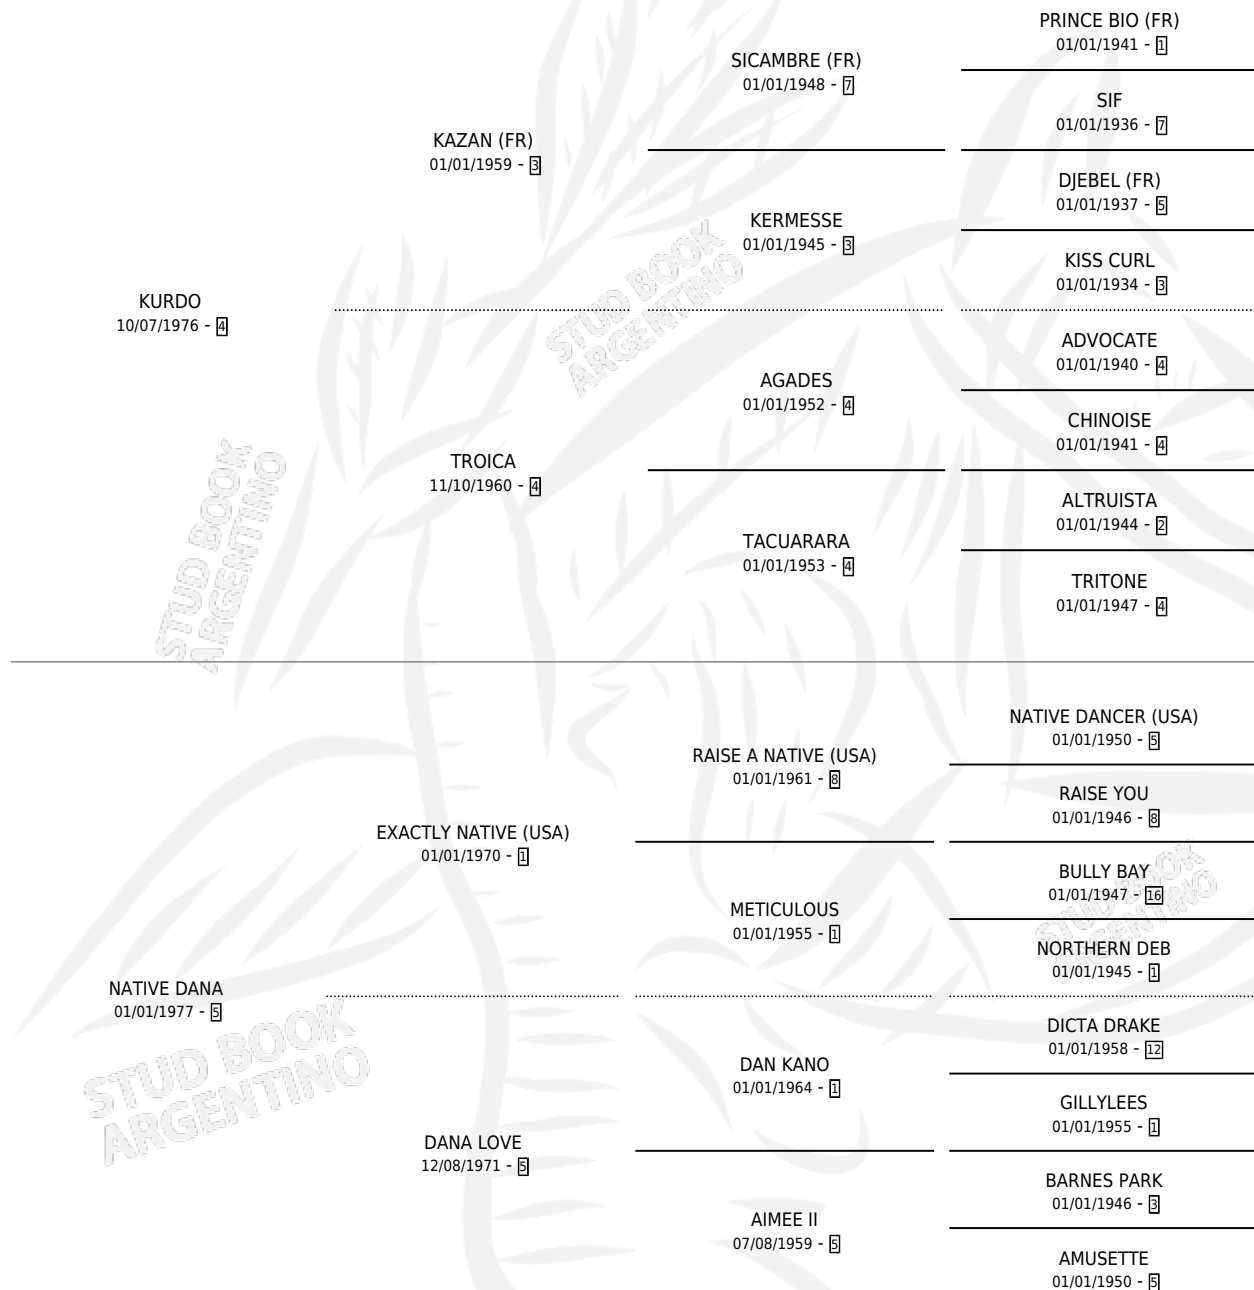 PRINCE BIO (FR)
01/01/1941 - 1
SICAMBRE (FR)
01/01/1948 - 7
SIF
01/01/1936 - 7
KAZAN (FR)
01/01/1959 - 3
DJEBEL (FR)
01/01/1937 - 5
KERMESSE
01/01/1945 - 3
KISS CURL
01/01/1934 - 3
KURDO
10/07/1976 - 4
ADVOCATE
01/01/1940 - 4
AGADES
01/01/1952 - 4
CHINOISE
01/01/1941 - 4
TROICA
11/10/1960 - 4
ALTRUISTA
01/01/1944 - 2
TACUARARA
01/01/1953 - 4
TRITONE
01/01/1947 - 4
STUD BOOK
ARGENTINO
STUD BOOK
ARGENTINO
NATIVE DANCER (USA)
01/01/1950 - 5
RAISE A NATIVE (USA)
01/01/1961 - 8
RAISE YOU
01/01/1946 - 8
EXACTLY NATIVE (USA)
01/01/1970 - 1
BULLY BAY
01/01/1947 - 16
METICULOUS
01/01/1955 - 1
NORTHERN DEB
01/01/1945 - 1
STUD BOOK
ARGENTINO
NATIVE DANA
01/01/1977 - 5
DICTA DRAKE
01/01/1958 - 12
DAN KANO
01/01/1964 - 1
GILLYLEES
01/01/1955 - 1
DANA LOVE
12/08/1971 - 5
BARNES PARK
01/01/1946 - 3
AIMEE II
07/08/1959 - 5
AMUSETTE
01/01/1950 - 5
STUD BOOK
ARGENTINO